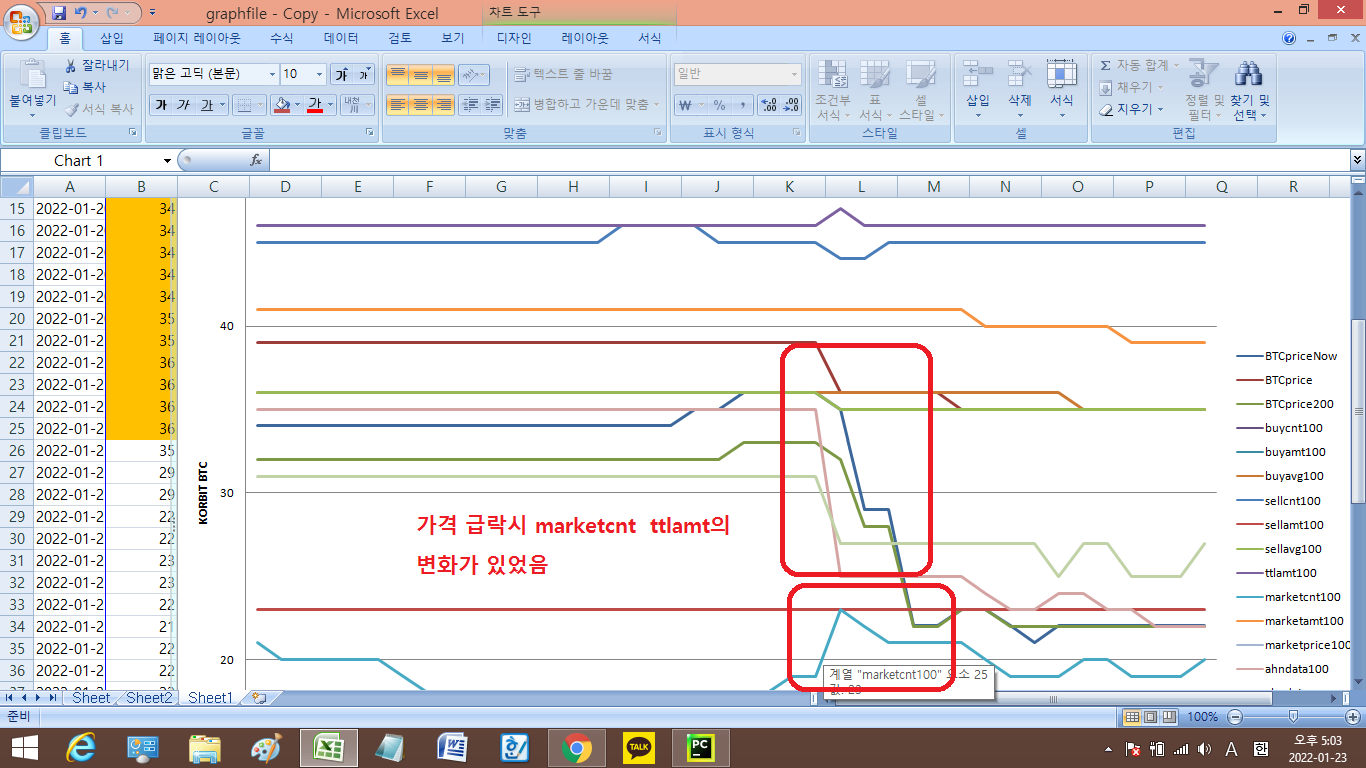 graphfile - Copy - Microsoft Excel
차트 도구
홈 삽입 페이지 레이아웃 수식 데이터 검토 보기 디자인 레이아웃 서식
붙여넣기 잘라내기 복사 서식 복사
클립보드
맑은 고딕 (본문) 10 가 가
가 가 가 내천
글꼴
텍스트 줄 바꿈
병합하고 가운데 맞춤
맞춤
일반
₩ % ,
표시 형식
조건부 서식 표 서식 셀 스타일
스타일
삽입 삭제 서식
셀
Σ 자동 합계
채우기
지우기
정렬 및 필터 찾기 및 선택
편집
Chart 1 fx
A B C D E F G H I J K L M N O P Q R
15 2022-01-2 34
16 2022-01-2 34
17 2022-01-2 34
18 2022-01-2 34
19 2022-01-2 34
20 2022-01-2 35
21 2022-01-2 35
22 2022-01-2 36
23 2022-01-2 36
24 2022-01-2 36
25 2022-01-2 36
26 2022-01-2 35
27 2022-01-2 29
28 2022-01-2 29
29 2022-01-2 22
30 2022-01-2 22
31 2022-01-2 23
32 2022-01-2 23
33 2022-01-2 22
34 2022-01-2 21
35 2022-01-2 22
36 2022-01-2 22
40
30
20
KORBIT BTC
가격 급락시 marketcnt ttlamt의
변화가 있었음
계열 "marketcnt100" 요소 25
값: 23
BTCpriceNow
BTCprice
BTCprice200
buycnt100
buyamt100
buyavg100
sellcnt100
sellamt100
sellavg100
ttlamt100
marketcnt100
marketamt100
marketprice100
ahndata100
Sheet Sheet2 Sheet1
준비 100%
TALK PC A 한
오후 5:03
2022-01-23